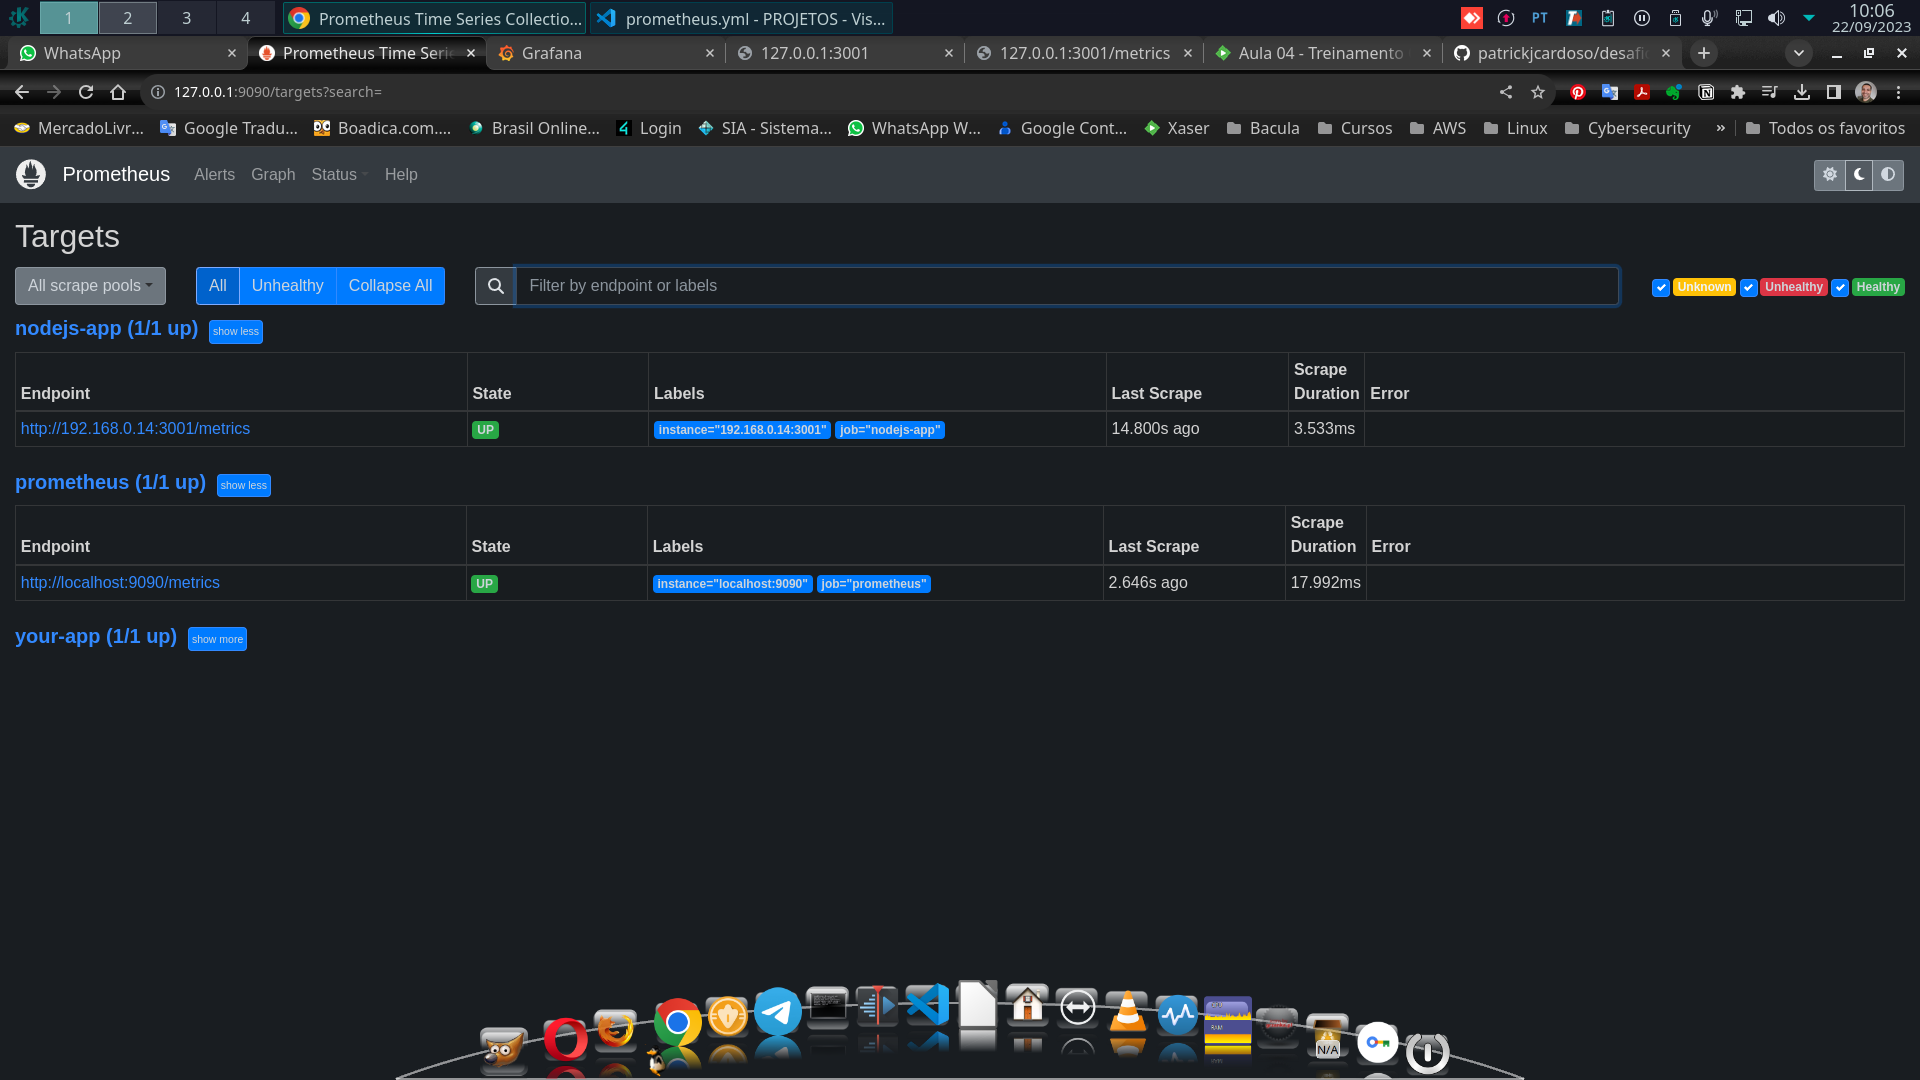 1 2 3 4 Prometheus Time Series Collectio... prometheus.yml - PROJETOS - Vis... PT 10:06
22/09/2023
WhatsApp Prometheus Time Seri Grafana 127.0.0.1:3001 127.0.0.1:3001/metrics Aula 04 - Treinamento patrickjcardoso/desafi
127.0.0.1:9090/targets?search=
MercadoLivr... Google Tradu... Boadica.com.... Brasil Online... Login SIA - Sistema... WhatsApp W... Google Cont... Xaser Bacula Cursos AWS Linux Cybersecurity » Todos os favoritos
Prometheus Alerts Graph Status Help
Targets
All scrape pools All Unhealthy Collapse All Filter by endpoint or labels Unknown Unhealthy Healthy
nodejs-app (1/1 up) show less
Endpoint State Labels Last Scrape Scrape Duration Error
http://192.168.0.14:3001/metrics UP instance="192.168.0.14:3001" job="nodejs-app" 14.800s ago 3.533ms
prometheus (1/1 up) show less
Endpoint State Labels Last Scrape Scrape Duration Error
http://localhost:9090/metrics UP instance="localhost:9090" job="prometheus" 2.646s ago 17.992ms
your-app (1/1 up) show more
RAM
N/A